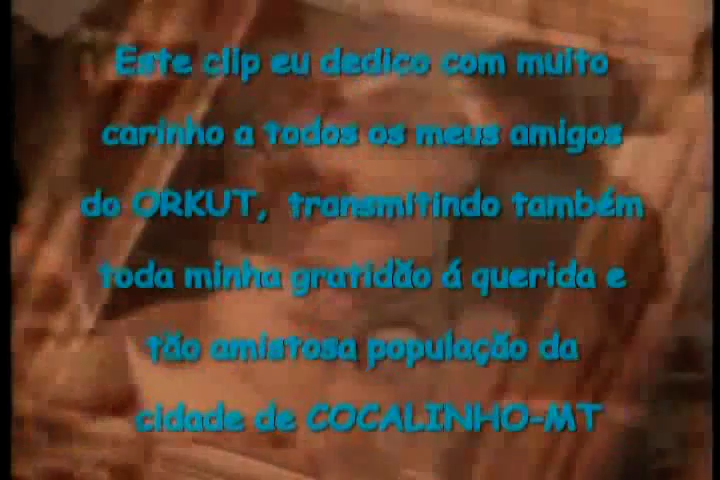 Este clip eu dedico com muito
carinho a todos os meus amigos
do ORKUT, transmitindo também
toda minha gratidão á querida e
tão amistosa população da
cidade de COCALINHO-MT